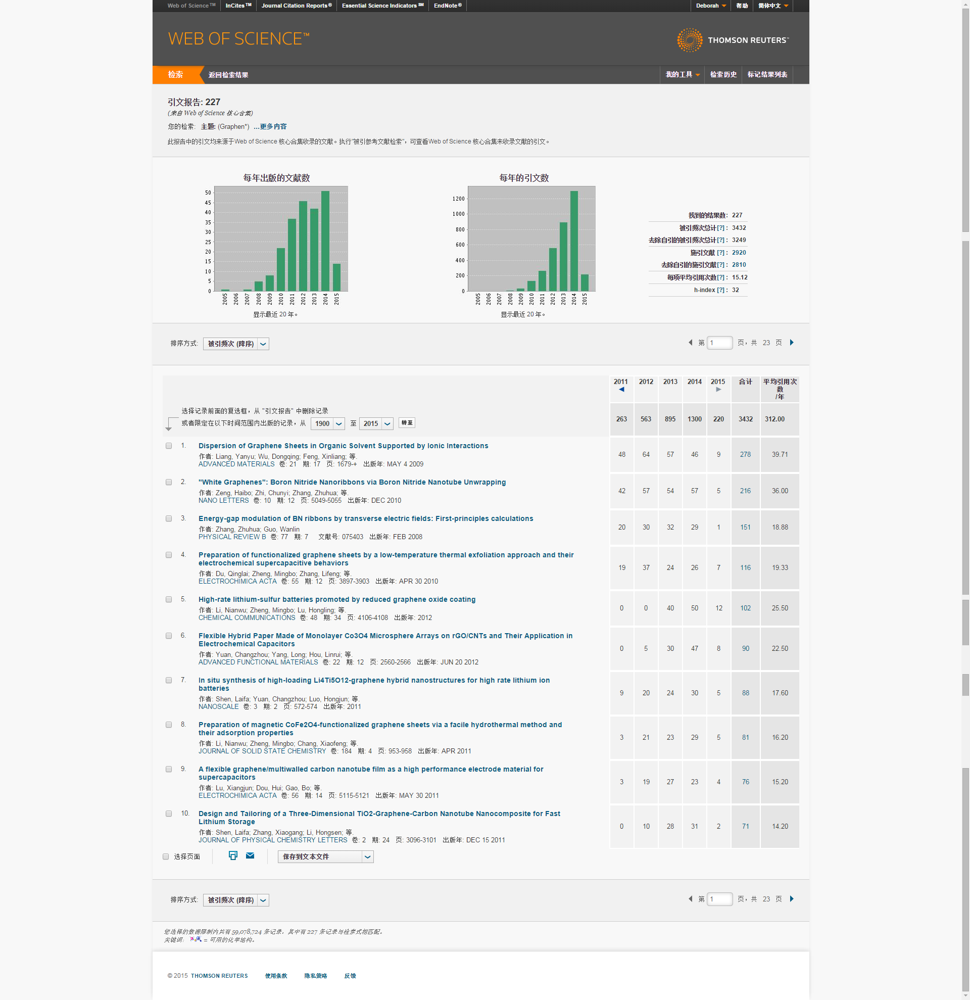 Web of Science™ InCites™ Journal Citation Reports® Essential Science Indicators℠ EndNote® Deborah 帮助 简体中文
WEB OF SCIENCE™ THOMSON REUTERS™
检索 返回检索结果 我的工具 检索历史 标记结果列表
引文报告: 227
(来自 Web of Science 核心合集)
您的检索: 主题: (Graphen*) ...更多内容
此报告中的引文均来源于Web of Science 核心合集收录的文献。执行"被引参考文献检索"，可查看Web of Science 核心合集未收录文献的引文。
每年出版的文献数
50
45
40
35
30
25
20
15
10
5
0
2005 2006 2007 2008 2009 2010 2011 2012 2013 2014 2015
显示最近 20 年。
每年的引文数
1200
1000
800
600
400
200
0
2005 2006 2007 2008 2009 2010 2011 2012 2013 2014 2015
显示最近 20 年。
找到的结果数: 227
被引频次总计[?] : 3432
去除自引的被引频次总计[?] : 3249
施引文献 [?] : 2920
去除自引的施引文献[?] : 2810
每项平均引用次数[?] : 15.12
h-index [?] : 32
排序方式: 被引频次 (降序) 第 1 页，共 23 页
2011 2012 2013 2014 2015 合计 平均引用次
数
/年
选择记录前面的复选框，从 "引文报告" 中删除记录
或者限定在以下时间范围内出版的记录，从 1900 至 2015 转至 263 563 895 1300 220 3432 312.00
1. Dispersion of Graphene Sheets in Organic Solvent Supported by Ionic Interactions
作者: Liang, Yanyu; Wu, Dongqing; Feng, Xinliang; 等.
ADVANCED MATERIALS 卷: 21 期: 17 页: 1679-+ 出版年: MAY 4 2009
48 64 57 46 9 278 39.71
2. "White Graphenes": Boron Nitride Nanoribbons via Boron Nitride Nanotube Unwrapping
作者: Zeng, Haibo; Zhi, Chunyi; Zhang, Zhuhua; 等.
NANO LETTERS 卷: 10 期: 12 页: 5049-5055 出版年: DEC 2010
42 57 54 57 5 216 36.00
3. Energy-gap modulation of BN ribbons by transverse electric fields: First-principles calculations
作者: Zhang, Zhuhua; Guo, Wanlin
PHYSICAL REVIEW B 卷: 77 期: 7 文献号: 075403 出版年: FEB 2008
20 30 32 29 1 151 18.88
4. Preparation of functionalized graphene sheets by a low-temperature thermal exfoliation approach and their
electrochemical supercapacitive behaviors
作者: Du, Qinglai; Zheng, Mingbo; Zhang, Lifeng; 等.
ELECTROCHIMICA ACTA 卷: 55 期: 12 页: 3897-3903 出版年: APR 30 2010
19 37 24 26 7 116 19.33
5. High-rate lithium-sulfur batteries promoted by reduced graphene oxide coating
作者: Li, Nianwu; Zheng, Mingbo; Lu, Hongling; 等.
CHEMICAL COMMUNICATIONS 卷: 48 期: 34 页: 4106-4108 出版年: 2012
0 0 40 50 12 102 25.50
6. Flexible Hybrid Paper Made of Monolayer Co3O4 Microsphere Arrays on rGO/CNTs and Their Application in
Electrochemical Capacitors
作者: Yuan, Changzhou; Yang, Long; Hou, Linrui; 等.
ADVANCED FUNCTIONAL MATERIALS 卷: 22 期: 12 页: 2560-2566 出版年: JUN 20 2012
0 5 30 47 8 90 22.50
7. In situ synthesis of high-loading Li4Ti5O12-graphene hybrid nanostructures for high rate lithium ion
batteries
作者: Shen, Laifa; Yuan, Changzhou; Luo, Hongjun; 等.
NANOSCALE 卷: 3 期: 2 页: 572-574 出版年: 2011
9 20 24 30 5 88 17.60
8. Preparation of magnetic CoFe2O4-functionalized graphene sheets via a facile hydrothermal method and
their adsorption properties
作者: Li, Nianwu; Zheng, Mingbo; Chang, Xiaofeng; 等.
JOURNAL OF SOLID STATE CHEMISTRY 卷: 184 期: 4 页: 953-958 出版年: APR 2011
3 21 23 29 5 81 16.20
9. A flexible graphene/multiwalled carbon nanotube film as a high performance electrode material for
supercapacitors
作者: Lu, Xiangjun; Dou, Hui; Gao, Bo; 等.
ELECTROCHIMICA ACTA 卷: 56 期: 14 页: 5115-5121 出版年: MAY 30 2011
3 19 27 23 4 76 15.20
10. Design and Tailoring of a Three-Dimensional TiO2-Graphene-Carbon Nanotube Nanocomposite for Fast
Lithium Storage
作者: Shen, Laifa; Zhang, Xiaogang; Li, Hongsen; 等.
JOURNAL OF PHYSICAL CHEMISTRY LETTERS 卷: 2 期: 24 页: 3096-3101 出版年: DEC 15 2011
0 10 28 31 2 71 14.20
选择页面 保存到文本文件
排序方式: 被引频次 (降序) 第 1 页，共 23 页
您选择的数据限制内共有 59,078,724 条记录，其中有 227 条记录与检索式相匹配。
关键词: = 可用的化学结构。
© 2015 THOMSON REUTERS 使用条款 隐私策略 反馈